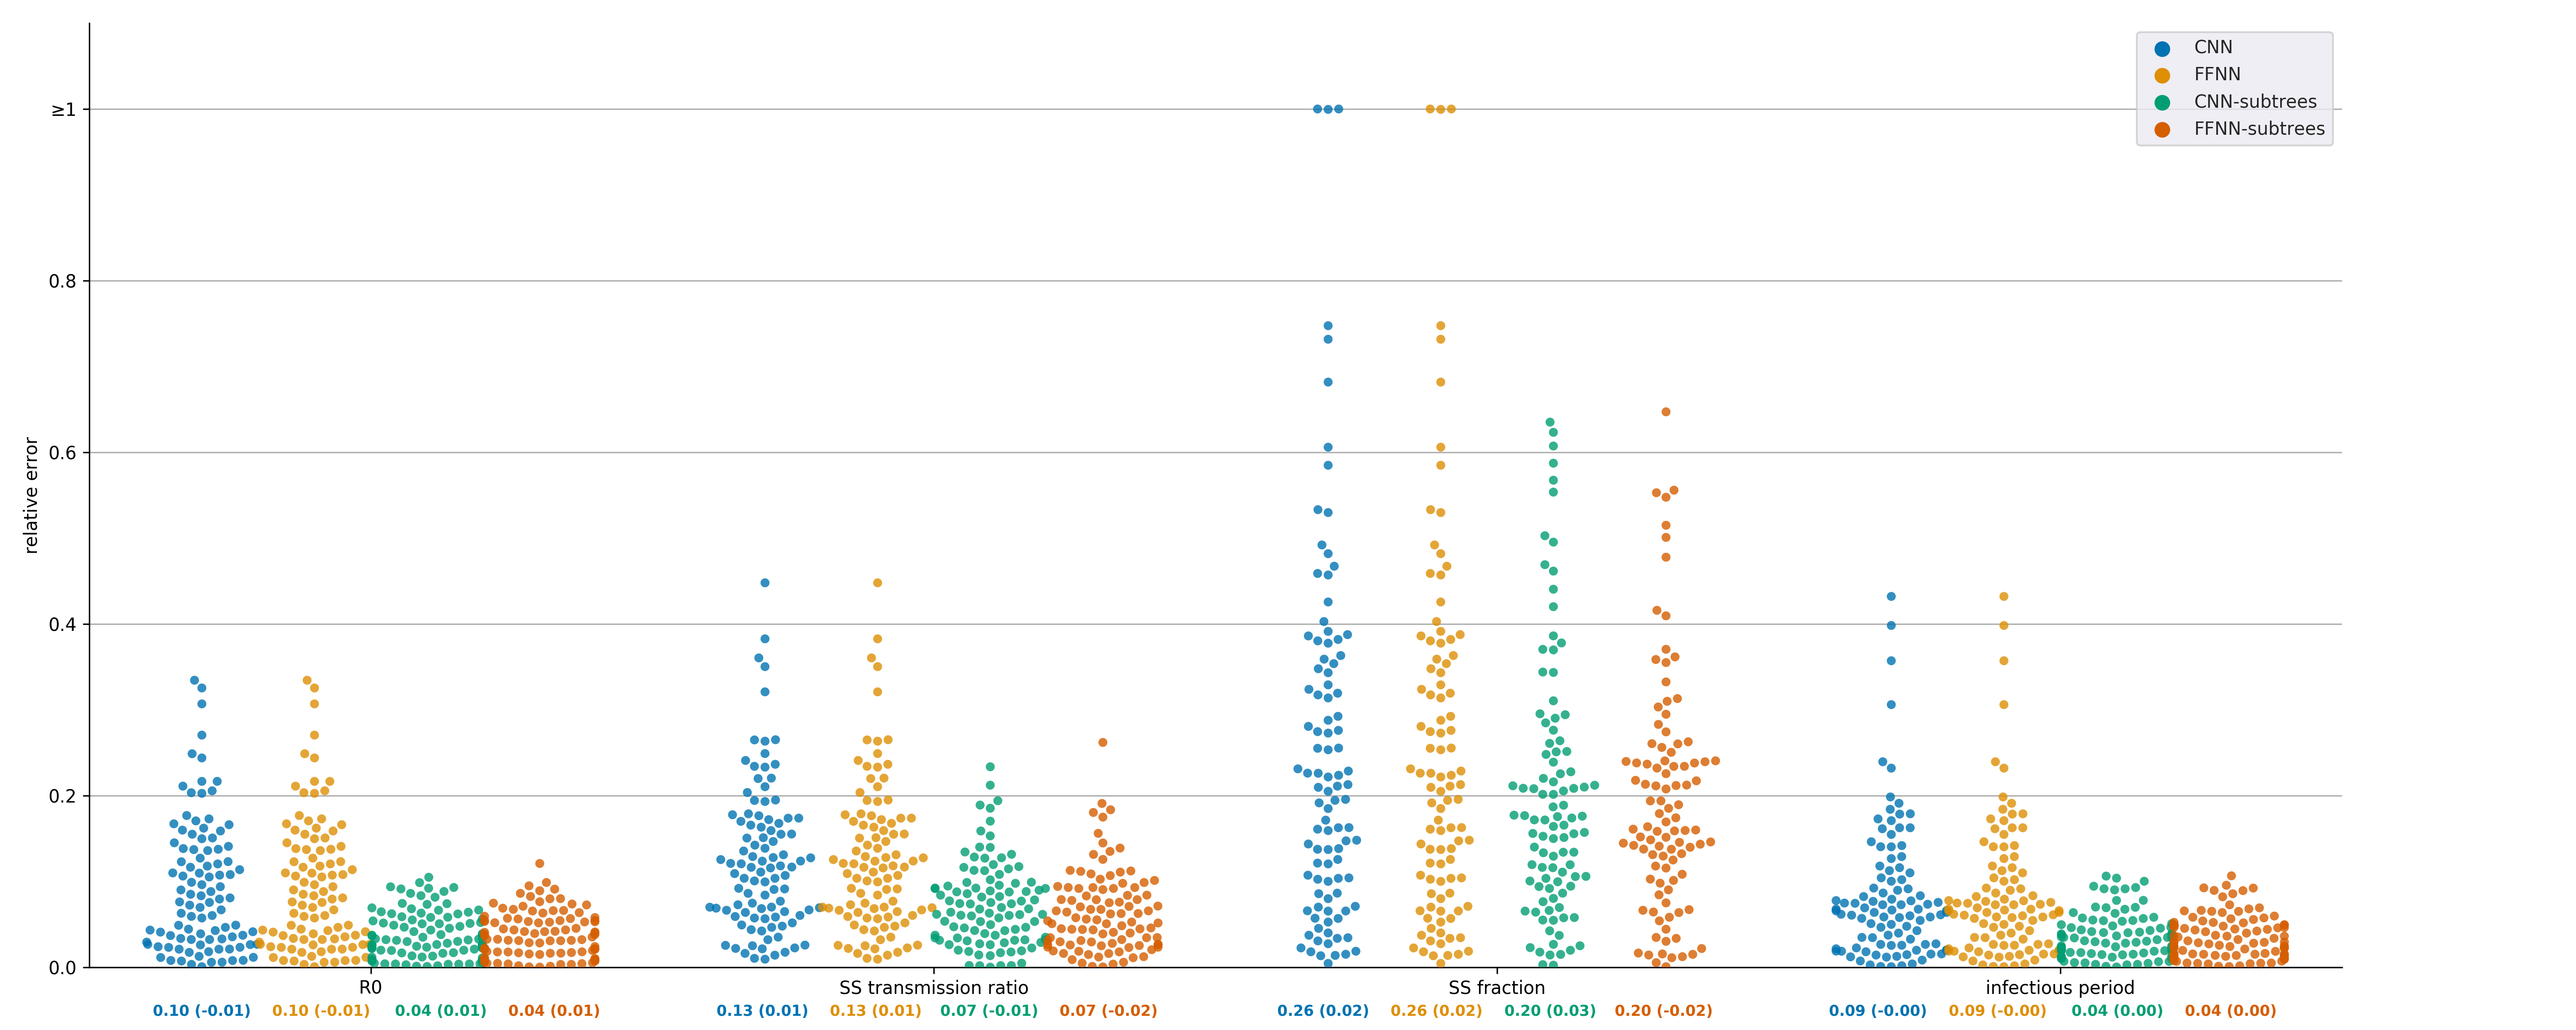 CNN
FFNN
CNN-subtrees
FFNN-subtrees
≥1
0.8
0.6
0.4
0.2
0.0
relative error
R0 SS transmission ratio SS fraction infectious period
0.10 (-0.01) 0.10 (-0.01) 0.04 (0.01) 0.04 (0.01) 0.13 (0.01) 0.13 (0.01) 0.07 (-0.01) 0.07 (-0.02) 0.26 (0.02) 0.26 (0.02) 0.20 (0.03) 0.20 (-0.02) 0.09 (-0.00) 0.09 (-0.00) 0.04 (0.00) 0.04 (0.00)